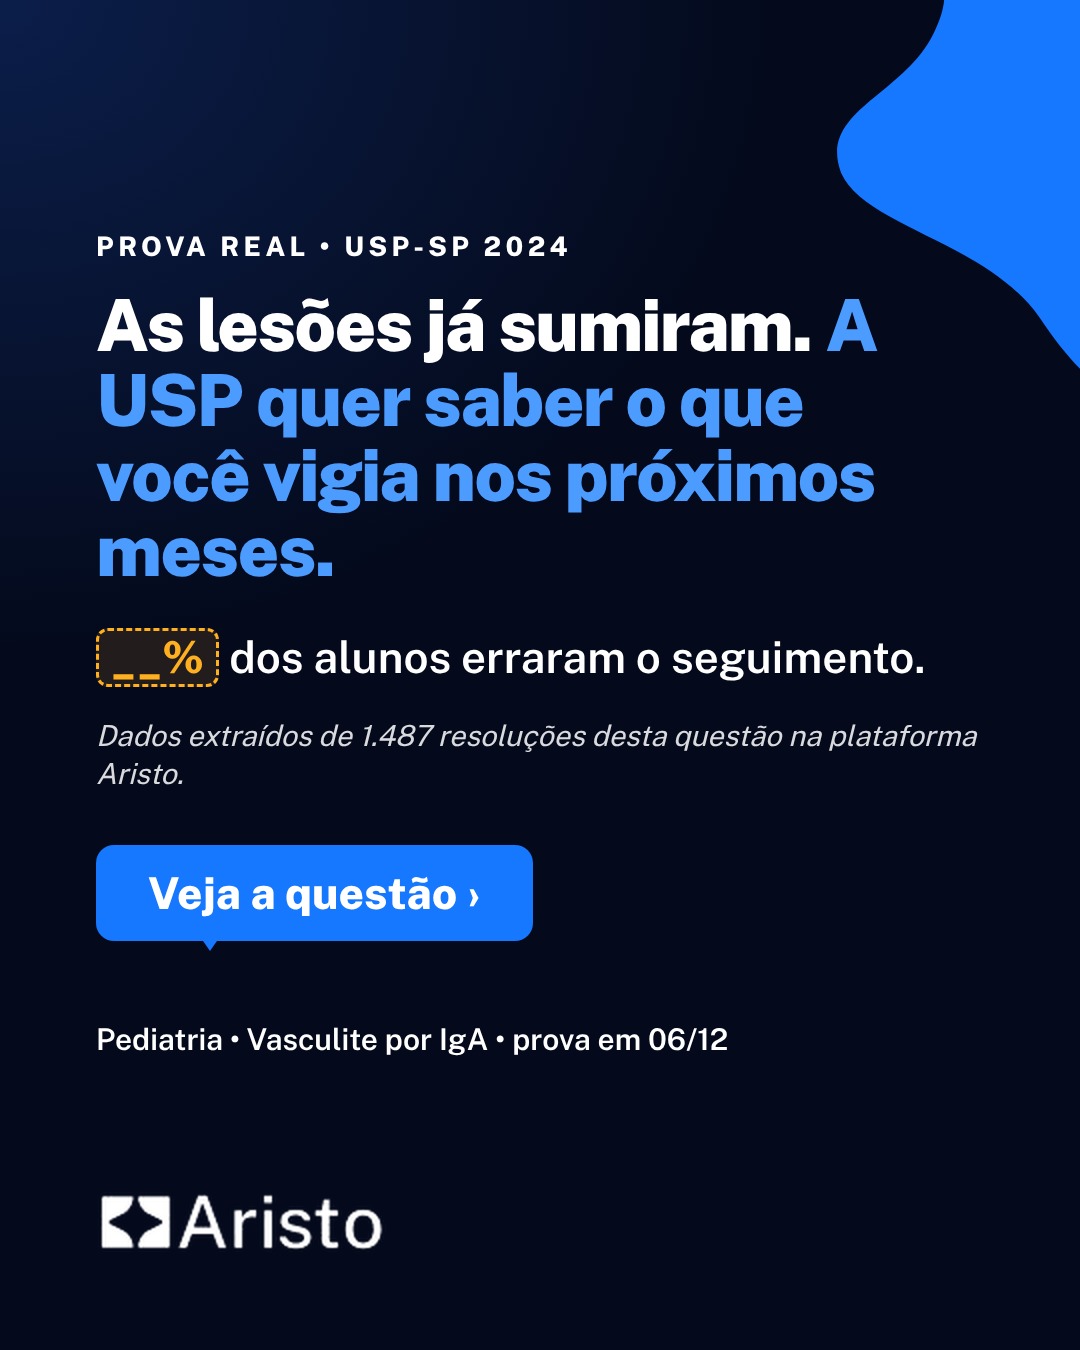 PROVA REAL • USP-SP 2024
As lesões já sumiram. A
USP quer saber o que
você vigia nos próximos
meses.
__% dos alunos erraram o seguimento.
Dados extraídos de 1.487 resoluções desta questão na plataforma
Aristo.
Veja a questão ›
Pediatria • Vasculite por IgA • prova em 06/12
Aristo